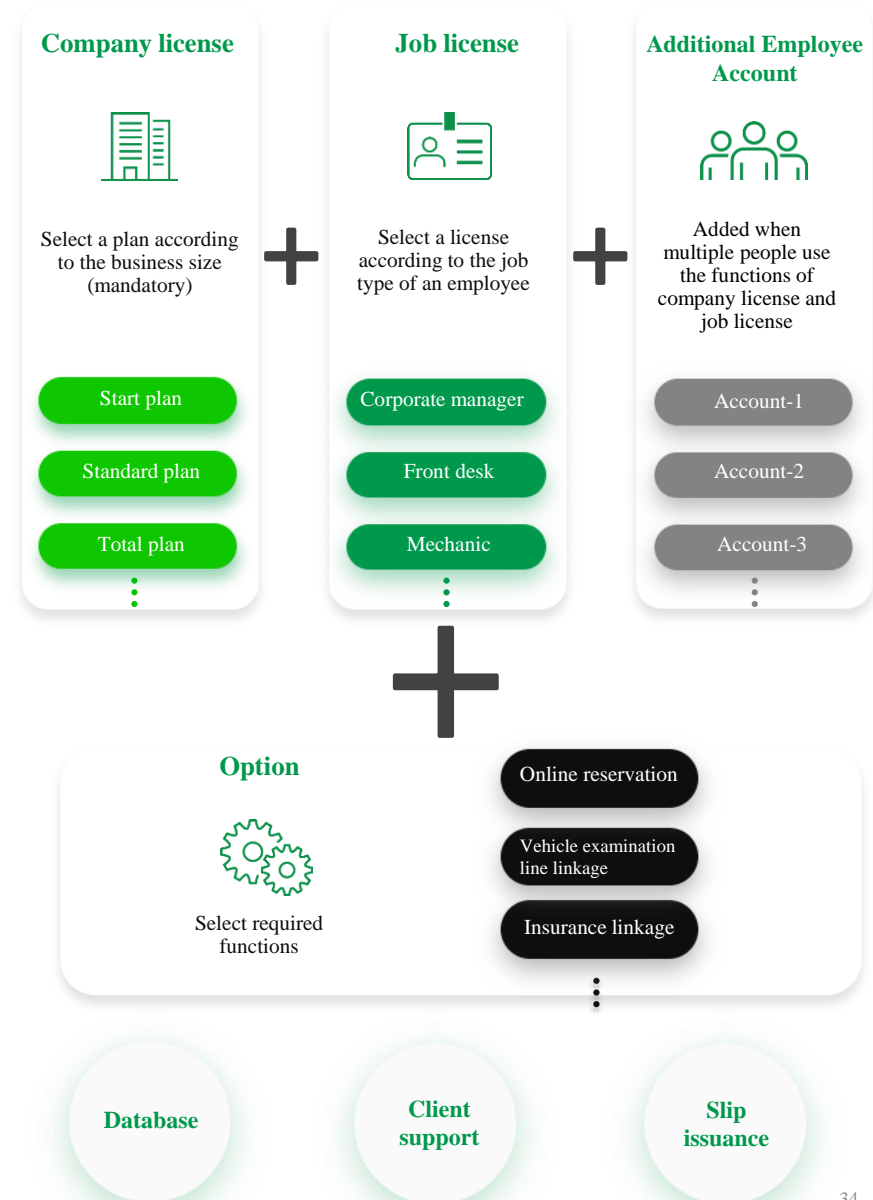 Company license
Select a plan according
to the business size
(mandatory)
Start plan
Standard plan
Total plan
Job license
Select a license
according to the job
type of an employee
Corporate manager
Front desk
Mechanic
Additional Employee
Account
Added when
multiple people use
the functions of
company license and
job license
Account-1
Account-2
Account-3
Option
Select required
functions
Online reservation
Vehicle examination
line linkage
Insurance linkage
Database
Client
support
Slip
issuance
34